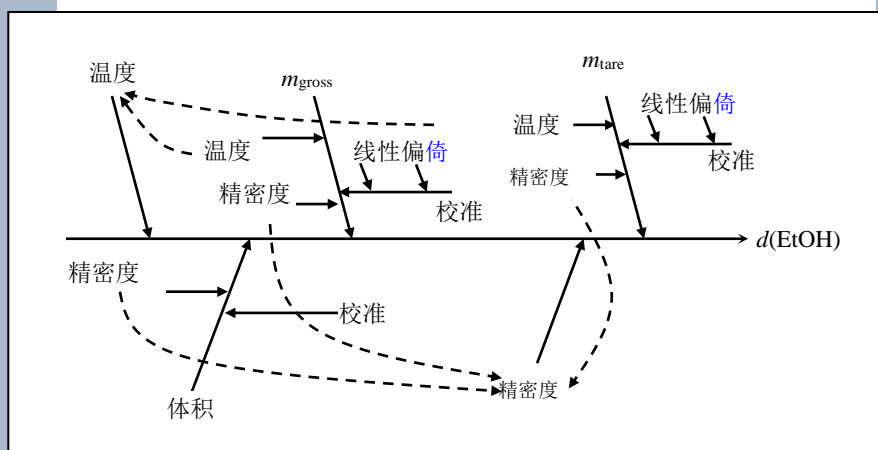 温度
m_gross
m_tare
温度
线性偏倚
校准
精密度
温度
线性偏倚
校准
精密度
d(EtOH)
精密度
校准
体积
精密度